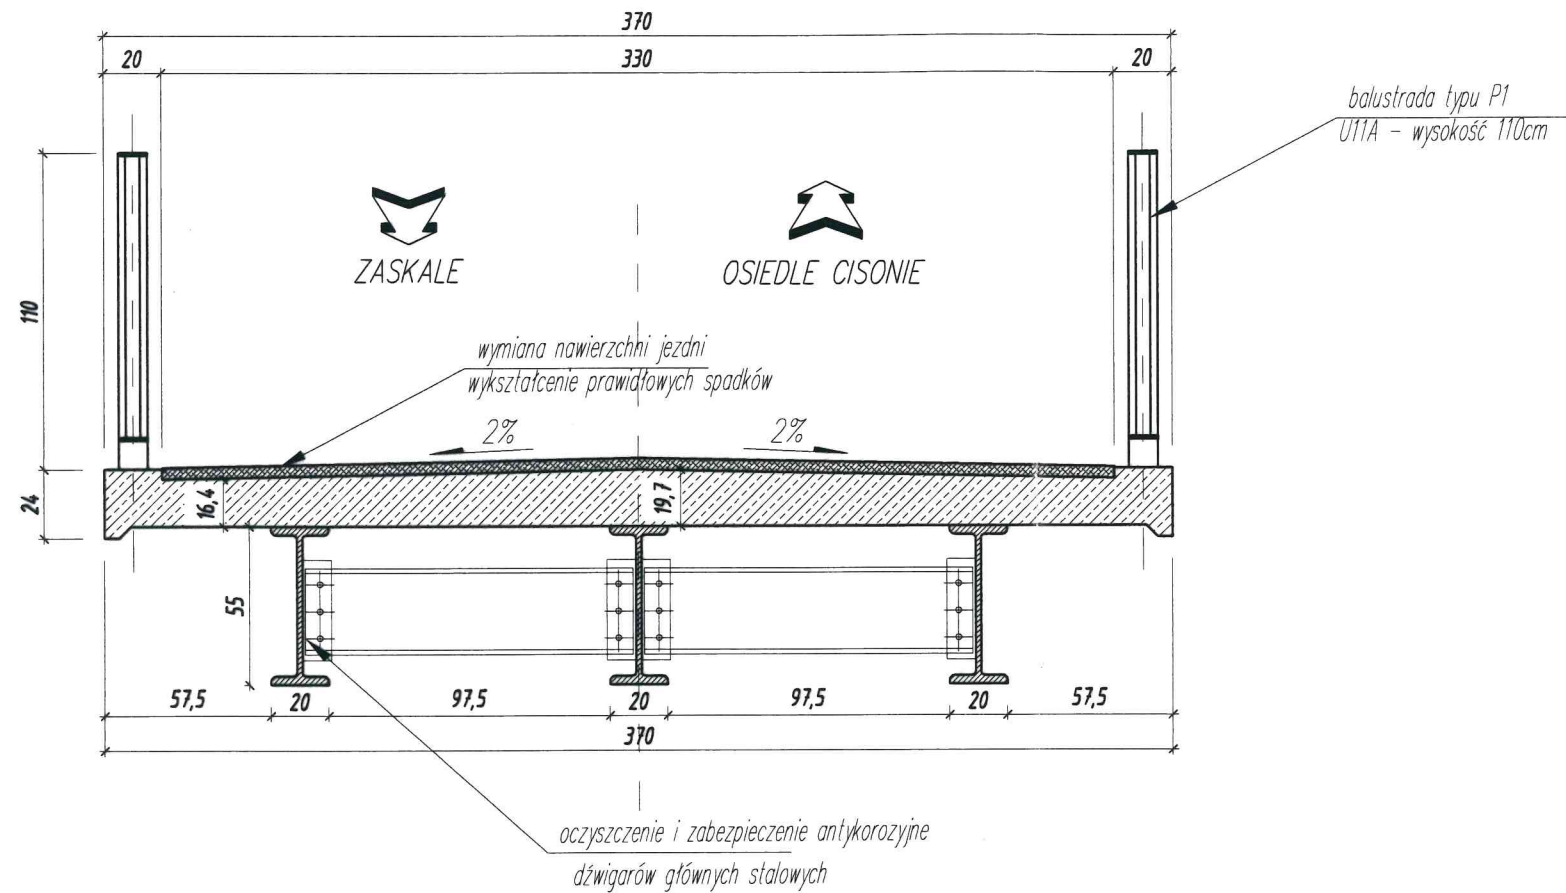 370
20
330
20
balustrada typu P1
U11A - wysokość 110cm
ZASKALE
OSIEDLE CISONIE
110
wymiana nawierzchni jezdni
wykształcenie prawidłowych spadków
2%
2%
24
16,4
19,7
55
57,5
20
97,5
20
97,5
20
57,5
370
oczyszczenie i zabezpieczenie antykorozyjne
dźwigarów głównych stalowych